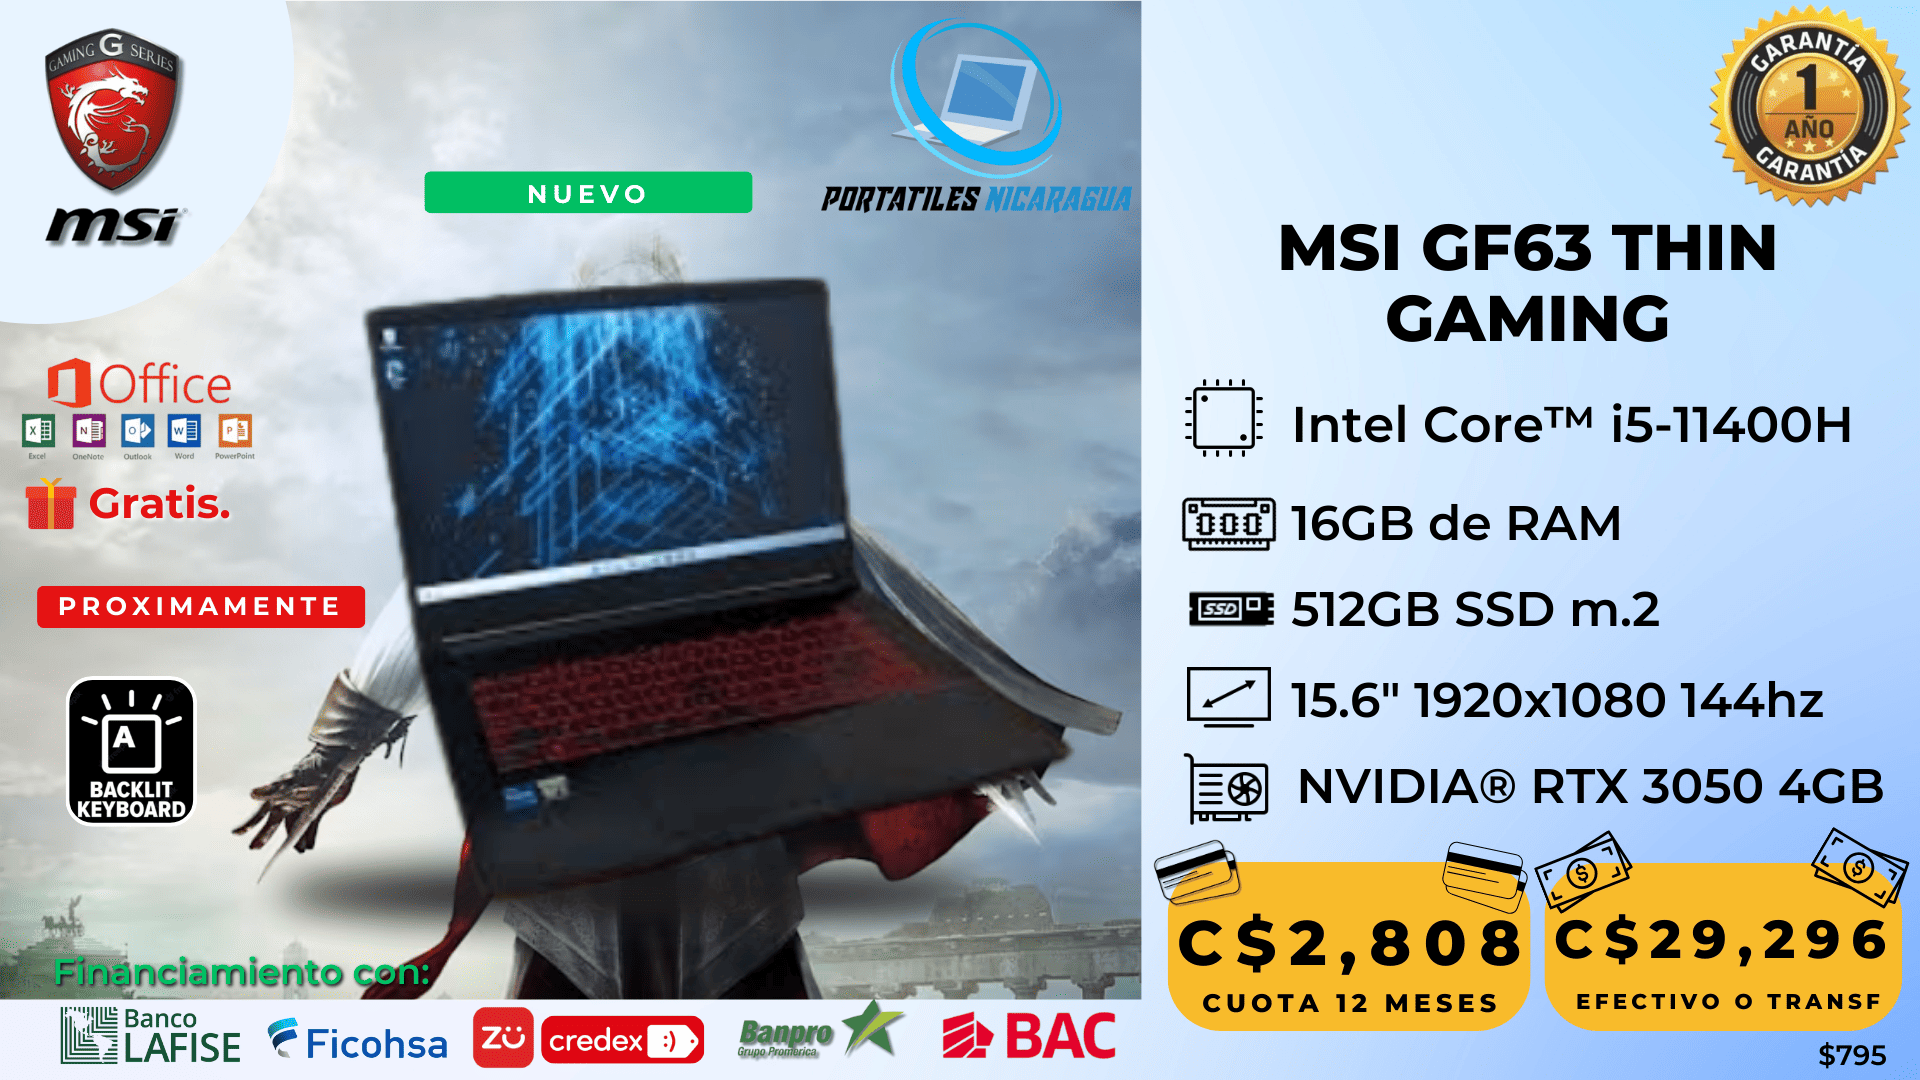 GAMING G SERIES
msi
NUEVO
PORTATILES NICARAGUA
GARANTÍA
1
AÑO
GARANTÍA
MSI GF63 THIN
GAMING
Intel Core™ i5-11400H
16GB de RAM
SSD
512GB SSD m.2
15.6" 1920x1080 144hz
NVIDIA® RTX 3050 4GB
Office
Excel OneNote Outlook Word PowerPoint
Gratis.
PROXIMAMENTE
A
BACKLIT
KEYBOARD
C$2,808
CUOTA 12 MESES
C$29,296
EFECTIVO O TRANSF
$795
Financiamiento con:
Banco
LAFISE
Ficohsa
zü
credex :)
Banpro
Grupo Promerica
BAC